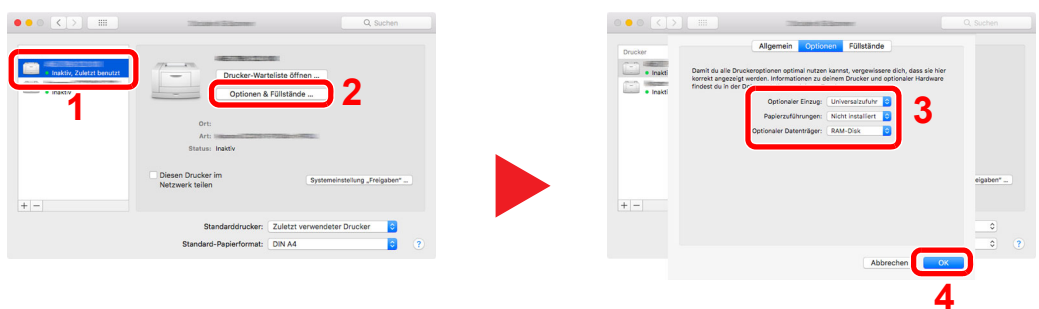 Suchen
Inaktiv, Zuletzt benutzt
Inaktiv
1
Drucker-Warteliste öffnen ...
Optionen & Füllstände ...
2
Ort:
Art:
Status: Inaktiv
Diesen Drucker im
Netzwerk teilen
Systemeinstellung „Freigaben“ ...
+ −
Standarddrucker: Zuletzt verwendeter Drucker
Standard-Papierformat: DIN A4
?
Suchen
Drucker
Inakti
Inakti
Allgemein Optionen Füllstände
Damit du alle Druckeroptionen optimal nutzen kannst, vergewissere dich, dass sie hier
korrekt angezeigt werden. Informationen zu deinem Drucker und optionaler Hardware
findest du in der
Optionaler Einzug: Universalzufuhr
Papierzuführungen: Nicht installiert
Optionaler Datenträger: RAM-Disk
3
eigaben“ ...
+ −
?
Abbrechen OK
4